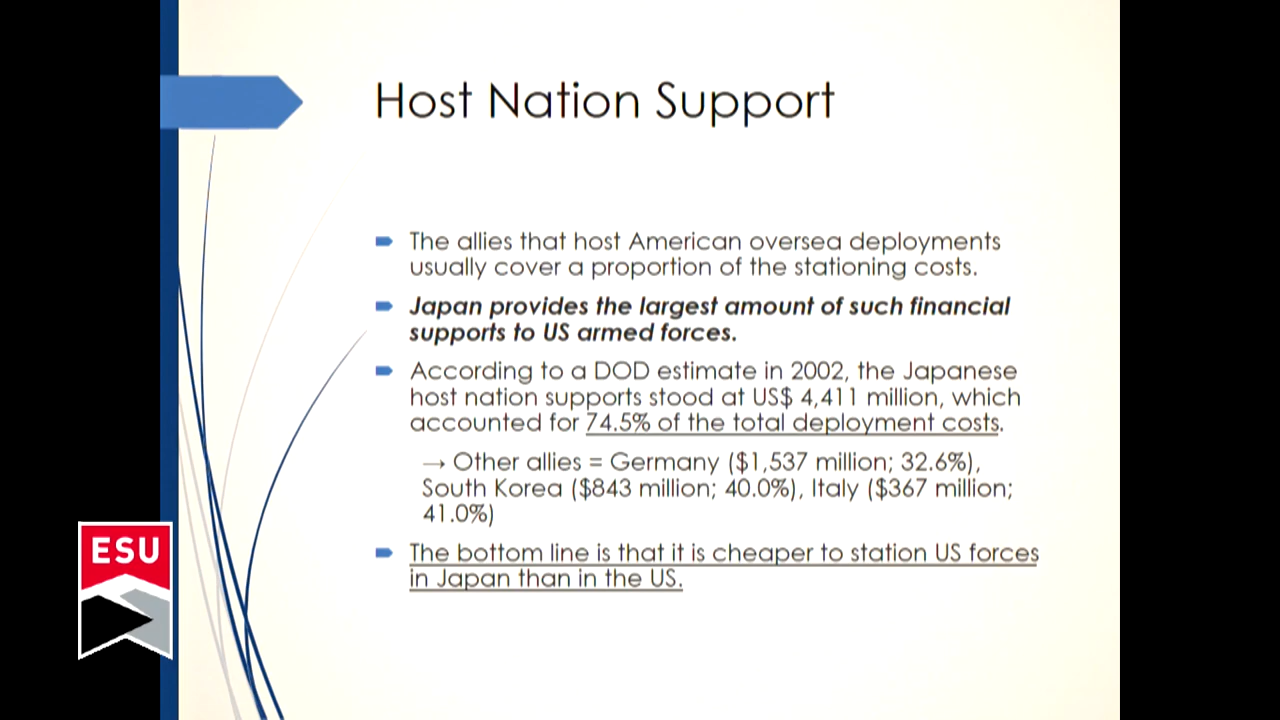 Host Nation Support
The allies that host American oversea deployments
usually cover a proportion of the stationing costs.
Japan provides the largest amount of such financial
supports to US armed forces.
According to a DOD estimate in 2002, the Japanese
host nation supports stood at US$ 4,411 million, which
accounted for 74.5% of the total deployment costs.
→ Other allies = Germany ($1,537 million; 32.6%),
South Korea ($843 million; 40.0%), Italy ($367 million;
41.0%)
The bottom line is that it is cheaper to station US forces
in Japan than in the US.
ESU